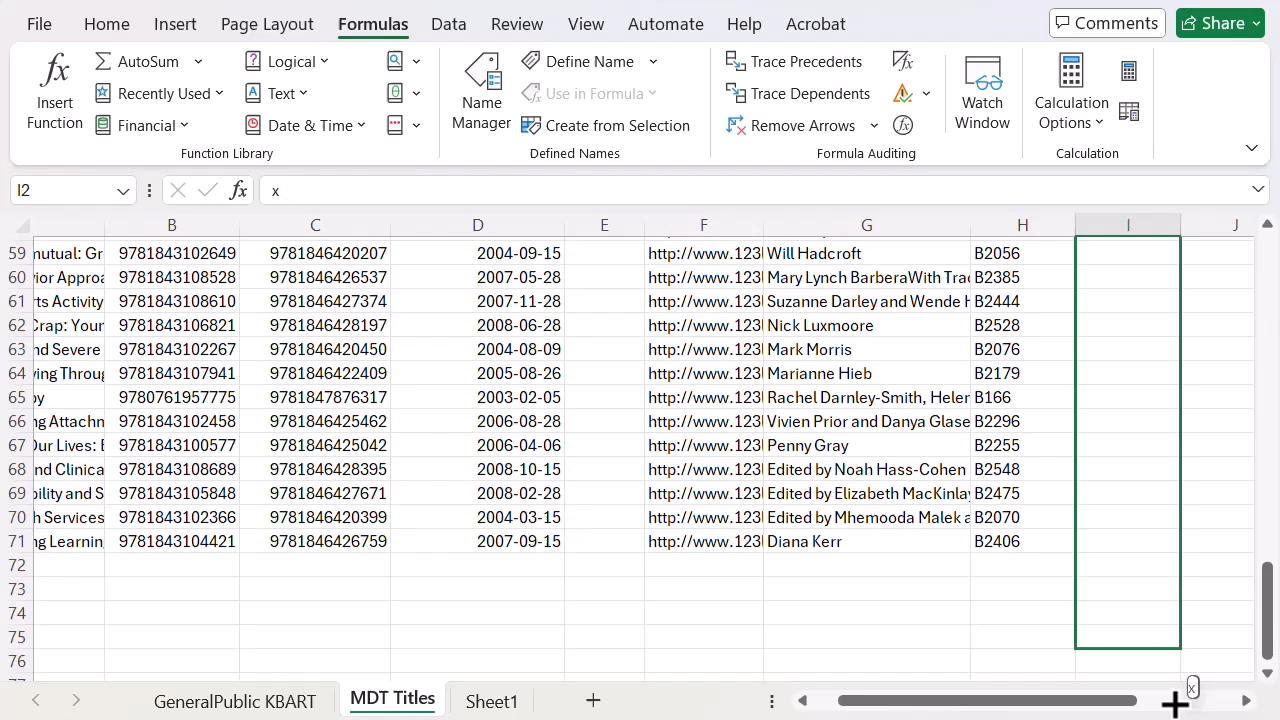 File Home Insert Page Layout Formulas Data Review View Automate Help Acrobat Comments Share
fx AutoSum Logical Define Name Trace Precedents
Recently Used Text Use in Formula Trace Dependents
Financial Date & Time Create from Selection Remove Arrows
Insert Function
Name Manager
Watch Window
Calculation Options
Function Library Defined Names Formula Auditing Calculation
I2 fx x
B C D E F G H I J
59 nutual: Gr 9781843102649 9781846420207 2004-09-15 http://www.123 Will Hadcroft B2056
60 vior Approa 9781843108528 9781846426537 2007-05-28 http://www.123 Mary Lynch BarberaWith Trac B2385
61 rts Activity 9781843108610 9781846427374 2007-11-28 http://www.123 Suzanne Darley and Wende H B2444
62 Crap: Your 9781843106821 9781846428197 2008-06-28 http://www.123 Nick Luxmoore B2528
63 nd Severe 9781843102267 9781846420450 2004-08-09 http://www.123 Mark Morris B2076
64 ving Throug 9781843107941 9781846422409 2005-08-26 http://www.123 Marianne Hieb B2179
65 by 9780761957775 9781847876317 2003-02-05 http://www.123 Rachel Darnley-Smith, Helen B166
66 ng Attachn 9781843102458 9781846425462 2006-08-28 http://www.123 Vivien Prior and Danya Glase B2296
67 Our Lives: E 9781843100577 9781846425042 2006-04-06 http://www.123 Penny Gray B2255
68 nd Clinica 9781843108689 9781846428395 2008-10-15 http://www.123 Edited by Noah Hass-Cohen B2548
69 bility and S 9781843105848 9781846427671 2008-02-28 http://www.123 Edited by Elizabeth MacKinlay B2475
70 h Services 9781843102366 9781846420399 2004-03-15 http://www.123 Edited by Mhemooda Malek a B2070
71 ng Learning 9781843104421 9781846426759 2007-09-15 http://www.123 Diana Kerr B2406
72
73
74
75
76
x
GeneralPublic KBART MDT Titles Sheet1